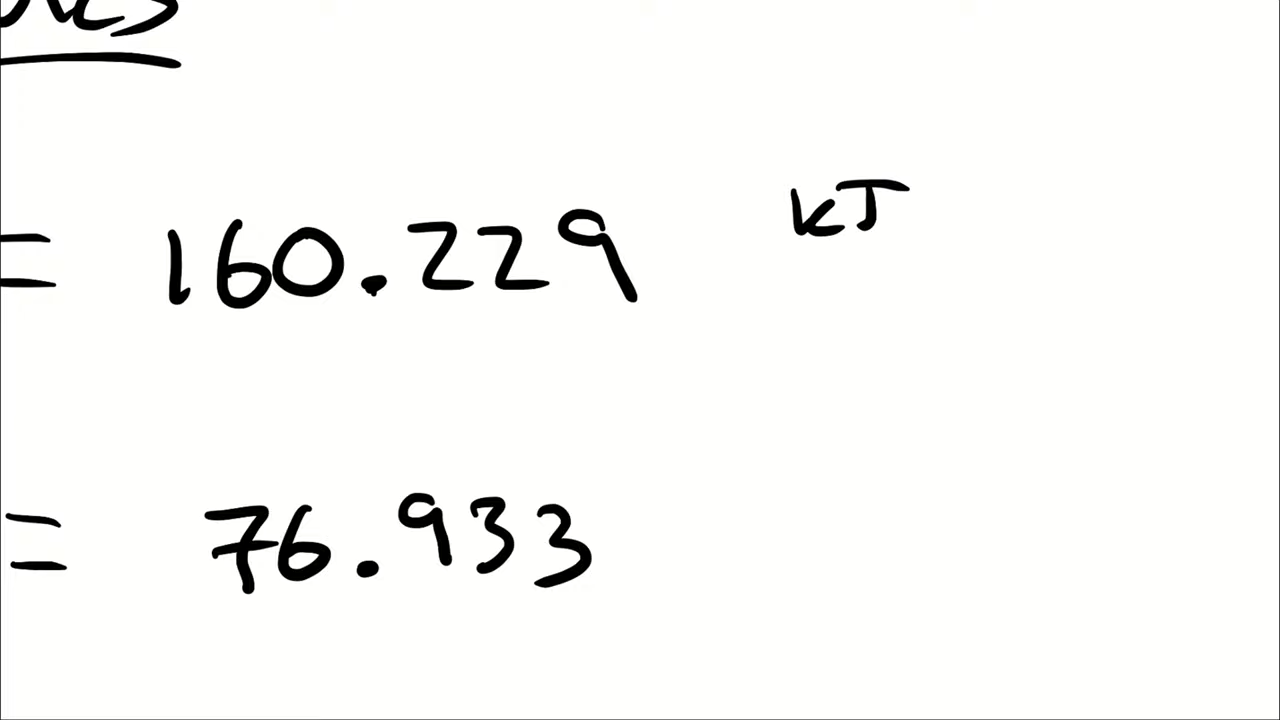 = 160.229 kJ
= 76.933